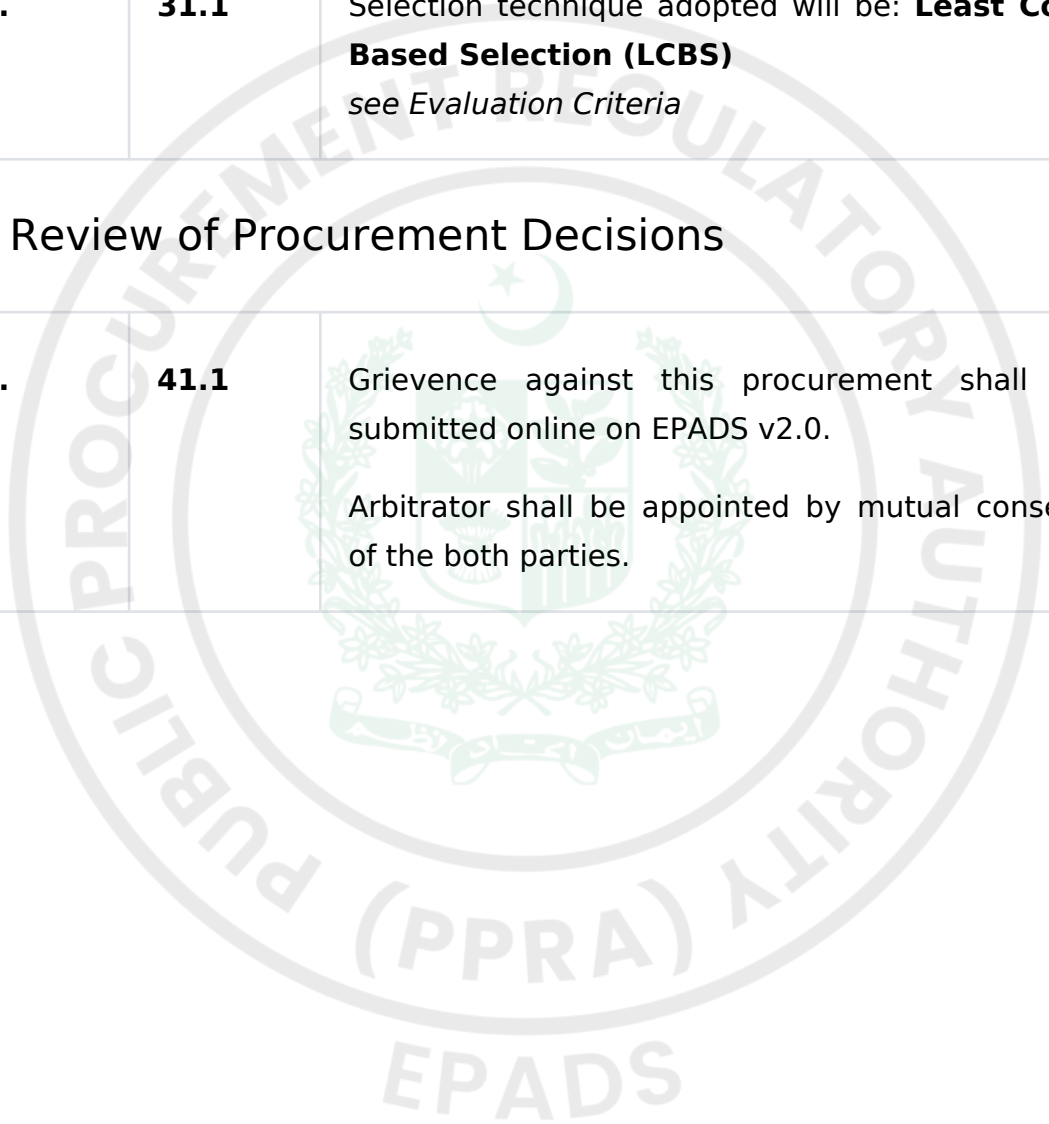 . 31.1 Selection technique adopted will be: Least Co
Based Selection (LCBS)
see Evaluation Criteria
Review of Procurement Decisions
. 41.1 Grievence against this procurement shall
submitted online on EPADS v2.0.
Arbitrator shall be appointed by mutual conse
of the both parties.
PUBLIC PROCUREMENT REGULATORY AUTHORITY
(PPRA)
EPADS